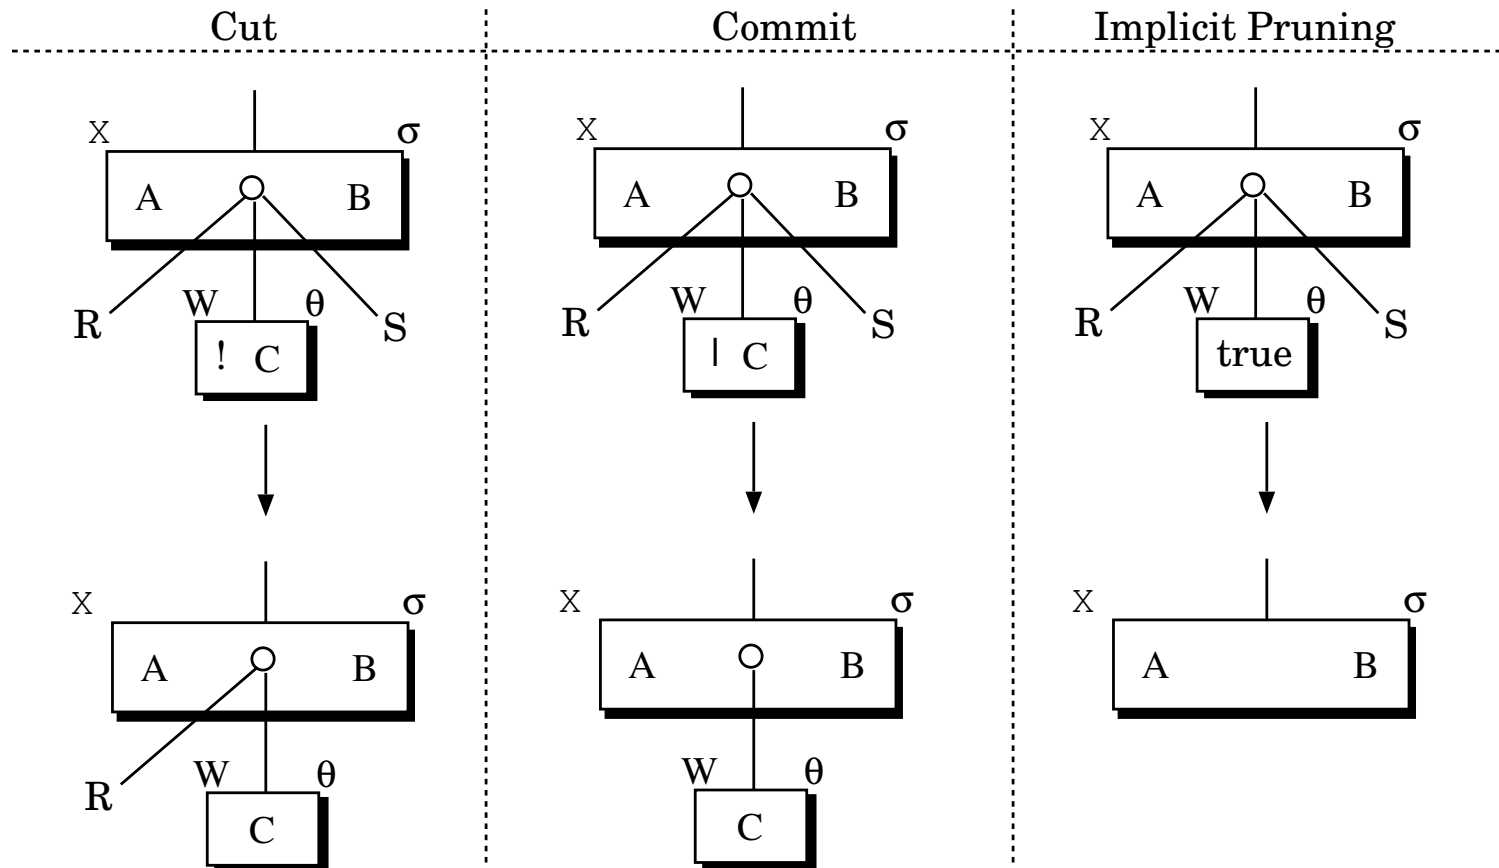 Cut Commit Implicit Pruning
X σ X σ X σ
A B A B A B
R W θ S R W θ S R W θ S
! C | C true
X σ X σ X σ
A B A B A B
R W θ W θ
C C